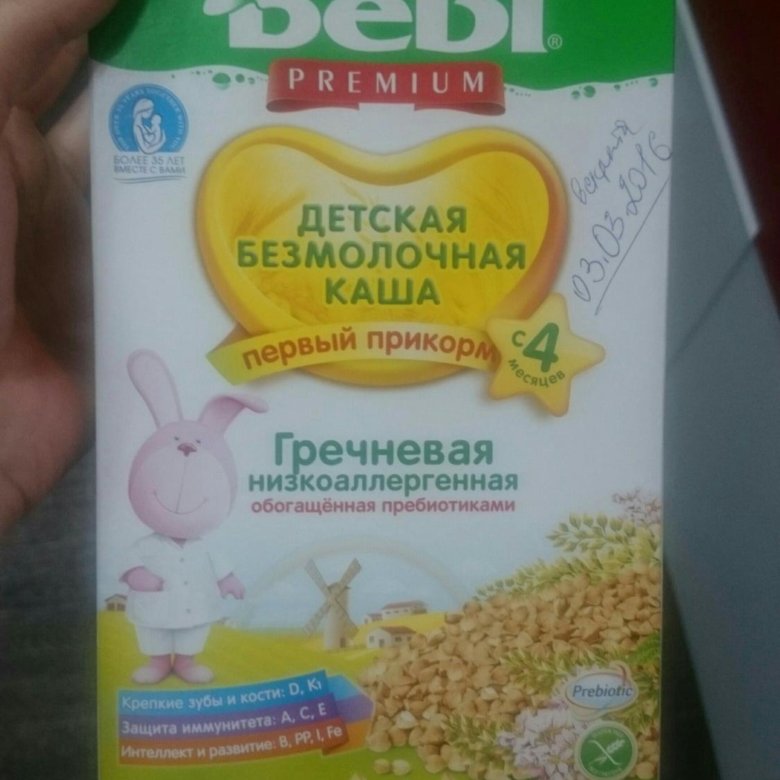 Bebi®
PREMIUM
БОЛЕЕ 35 ЛЕТ
ВМЕСТЕ С ВАМИ
вскрыта
03.03.2016
ДЕТСКАЯ
БЕЗМОЛОЧНАЯ
КАША
первый прикорм
с 4
месяцев
Гречневая
низкоаллергенная
обогащённая пребиотиками
Крепкие зубы и кости: D, K1
Защита иммунитета: A, C, E
Интеллект и развитие: B, PP, I, Fe
Prebiotic